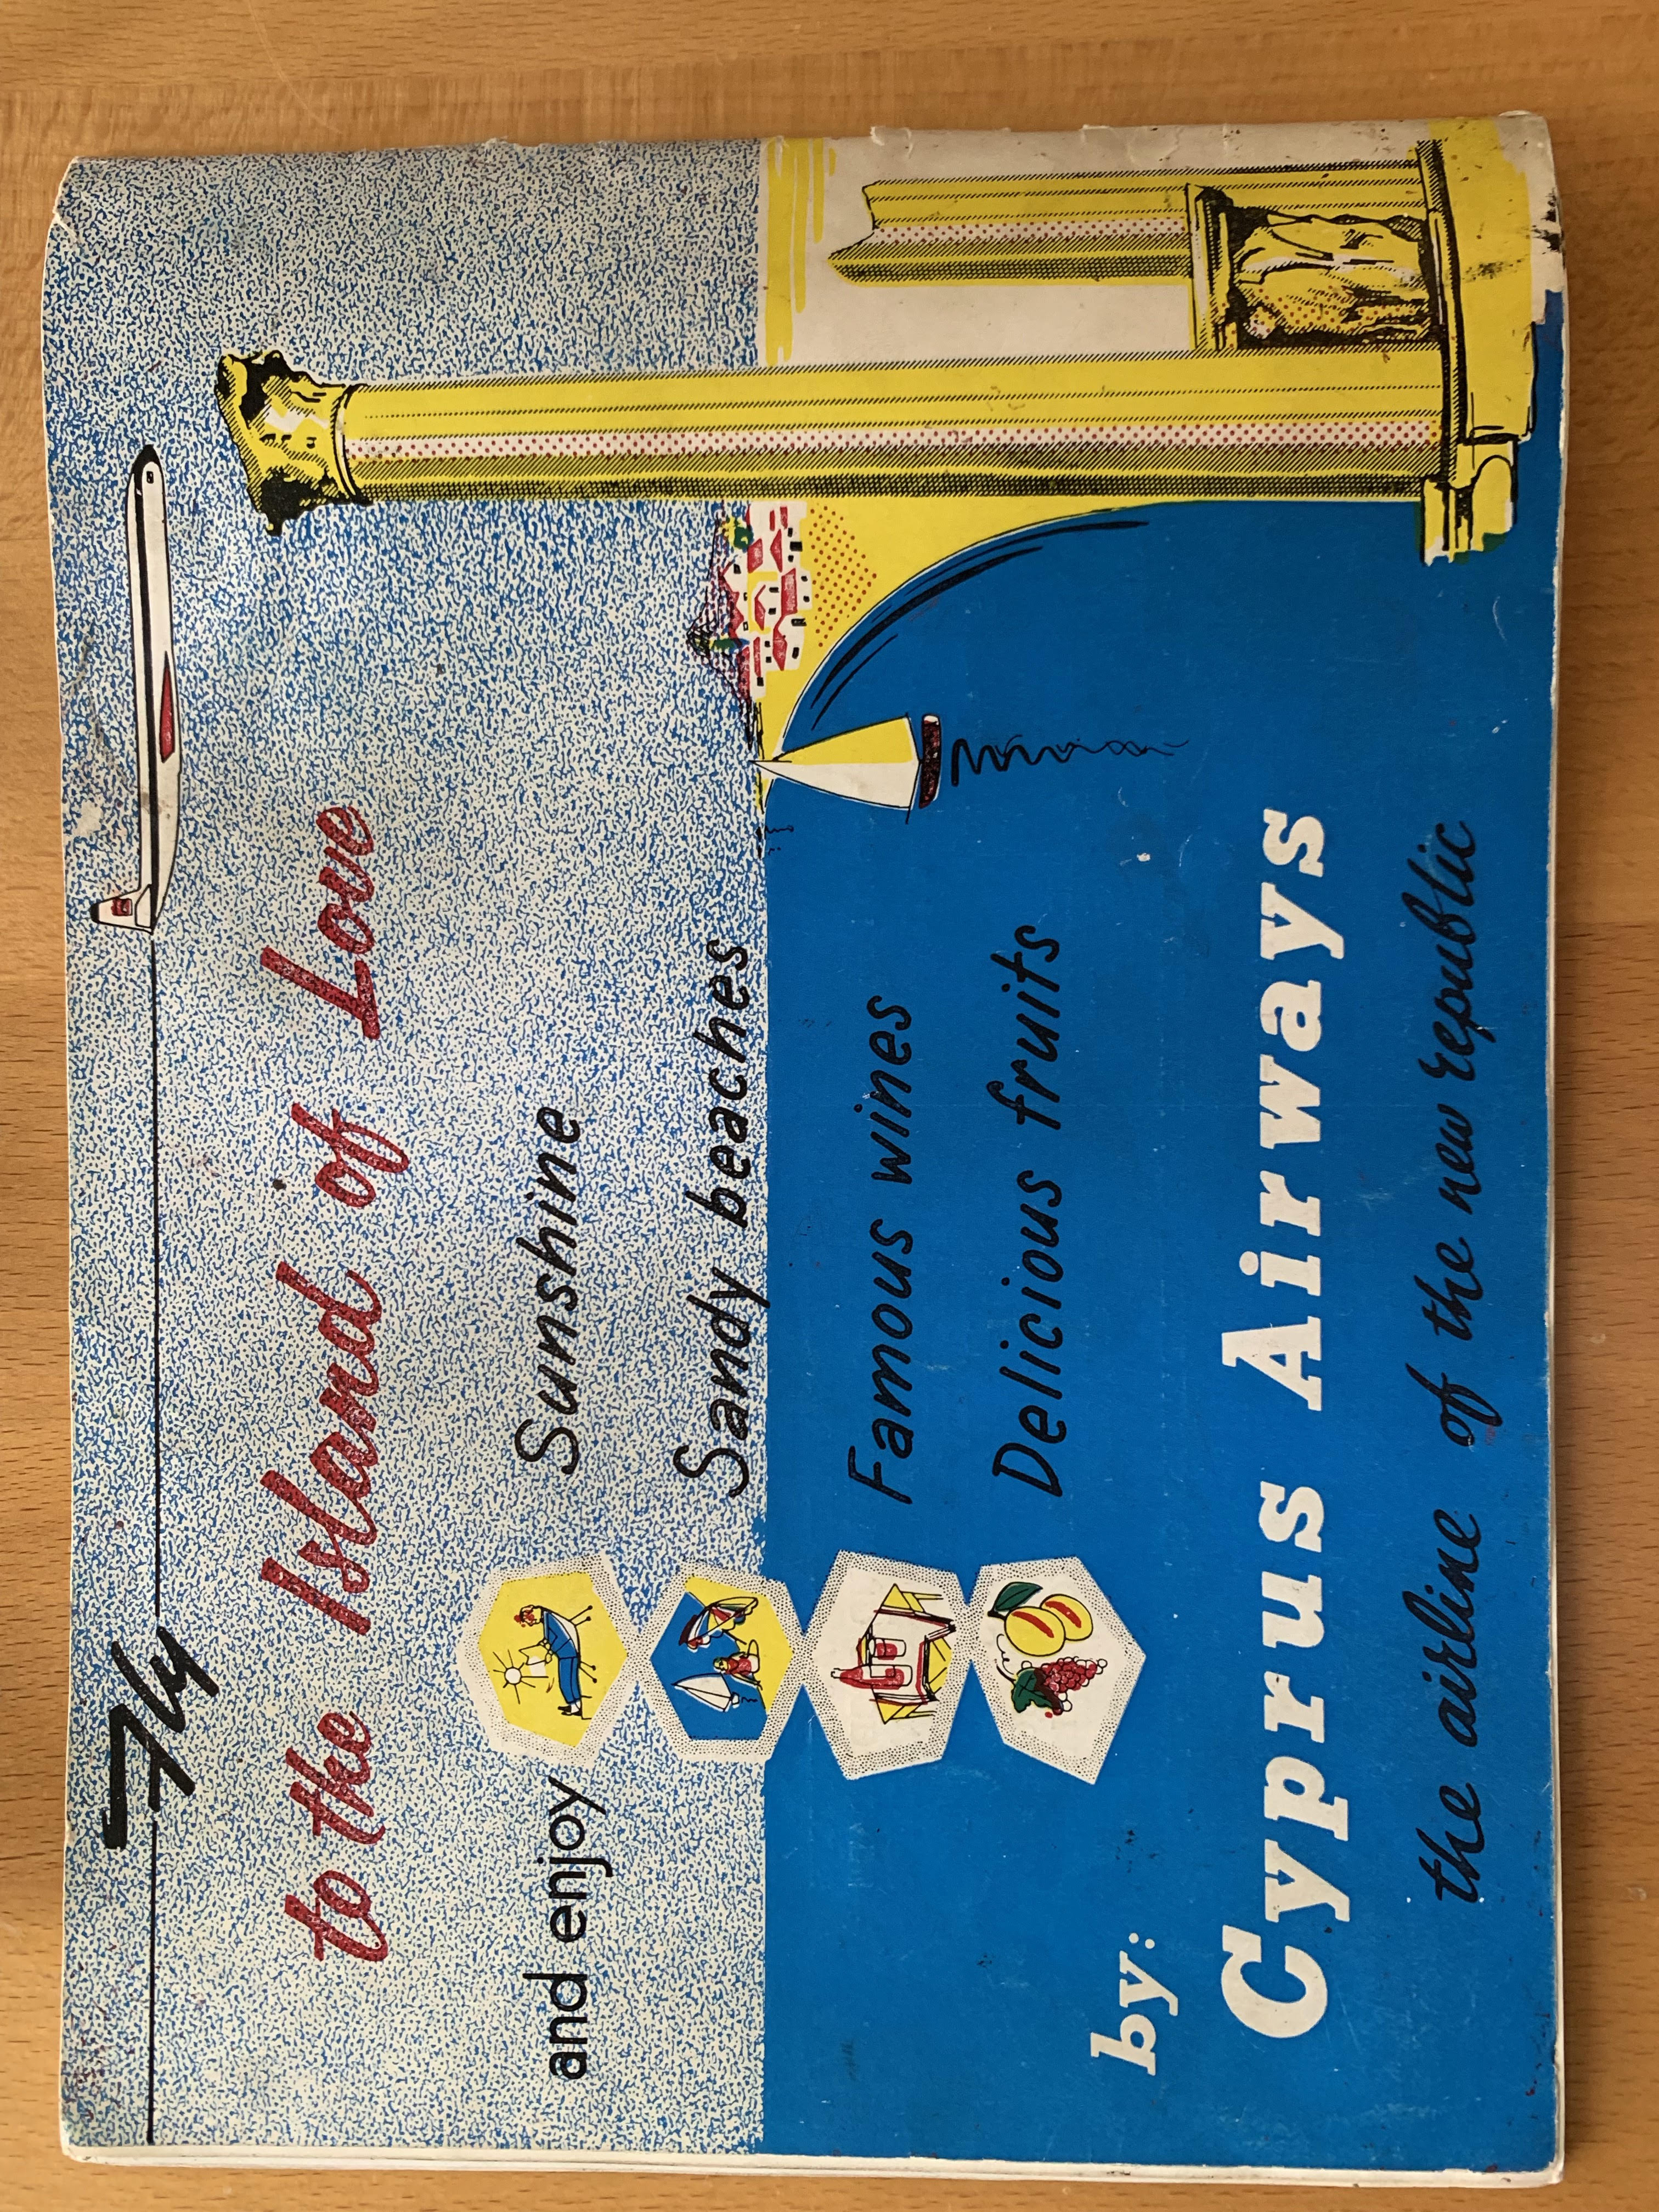 Fly
to the Island of Love
and enjoy
Sunshine
Sandy beaches
Famous wines
Delicious fruits
by:
Cyprus Airways
the airline of the new republic